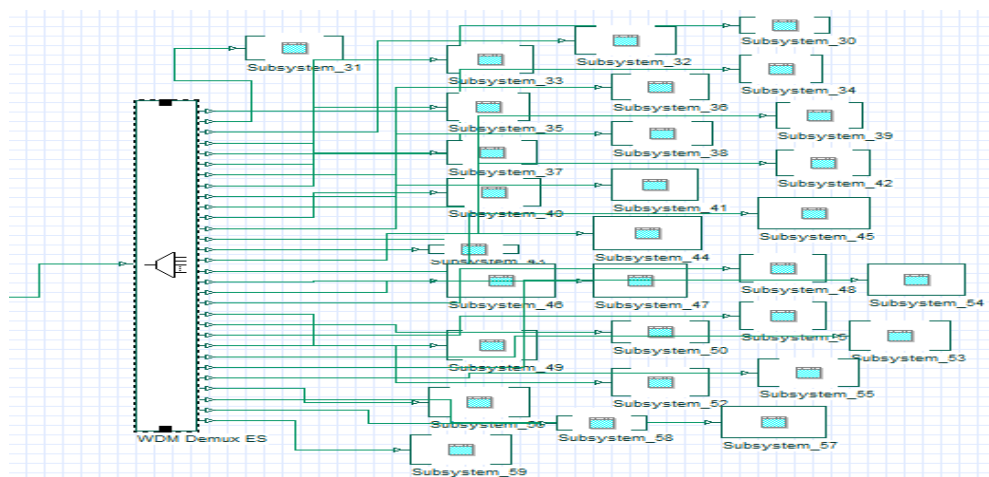 Subsystem_30
Subsystem_31
Subsystem_32
Subsystem_33
Subsystem_34
Subsystem_36
Subsystem_35
Subsystem_39
Subsystem_38
Subsystem_37
Subsystem_42
Subsystem_40
Subsystem_41
Subsystem_45
Subsystem_44
Subsystem_46
Subsystem_47
Subsystem_48
Subsystem_54
Subsystem_50
Subsystem_53
Subsystem_49
Subsystem_55
Subsystem_52
WDM Demux ES
Subsystem_58
Subsystem_57
Subsystem_59